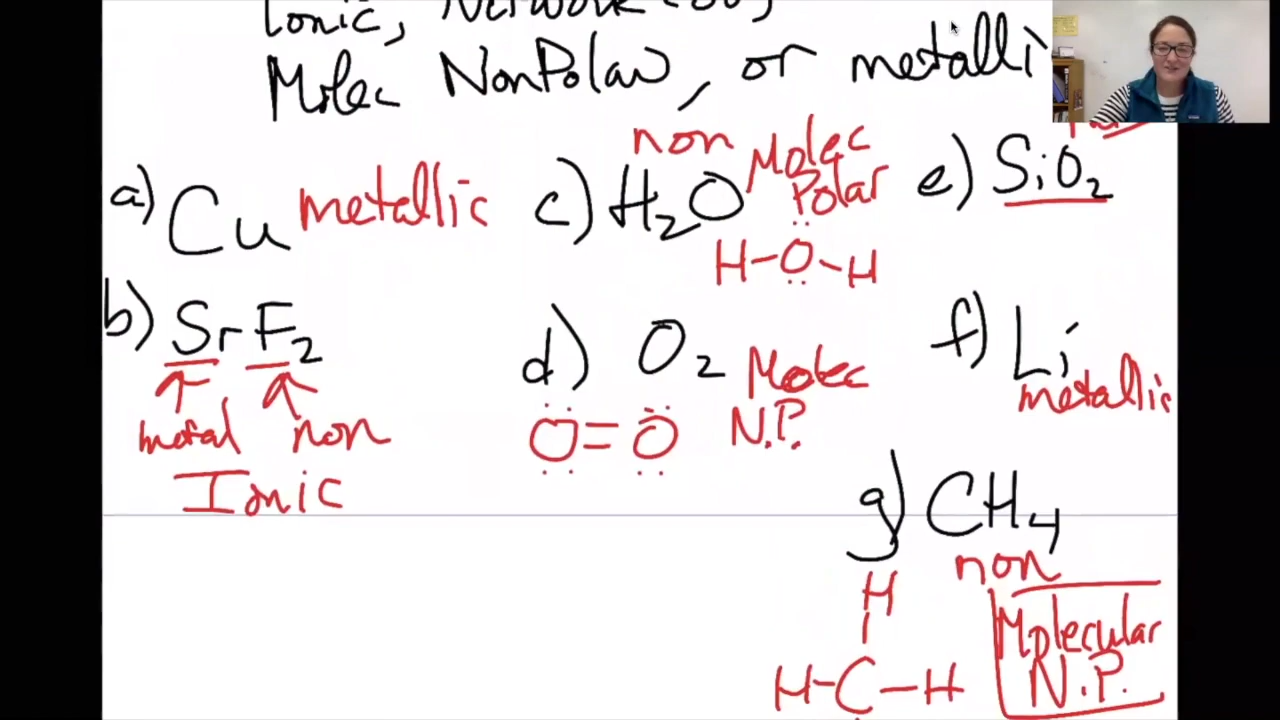 Ionic, Network
Molec NonPolar, or metalli
a) Cu metallic
b) SrF2
metal non
Ionic
non
c) H2O Molec
Polar
H-O-H
d) O2 Molec
O=O N.P.
e) SiO2
f) Li
metallic
g) CH4
non
H
Molecular
N.P.
H-C-H